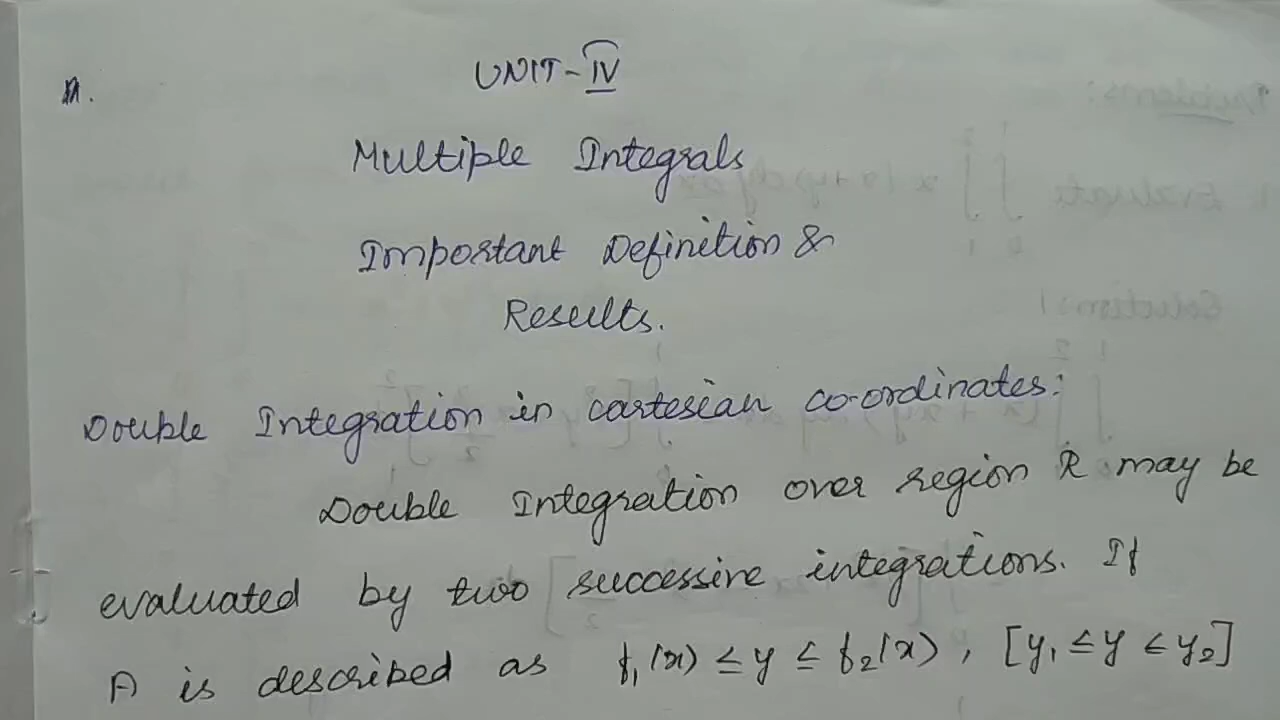 UNIT-IV
Multiple Integrals
Important Definition &
Results.
Double Integration in cartesian co-ordinates:
Double Integration over region R may be
evaluated by two successive integrations. If
A is described as f₁(x) ≤ y ≤ f₂(x), [y₁ ≤ y ≤ y₂]